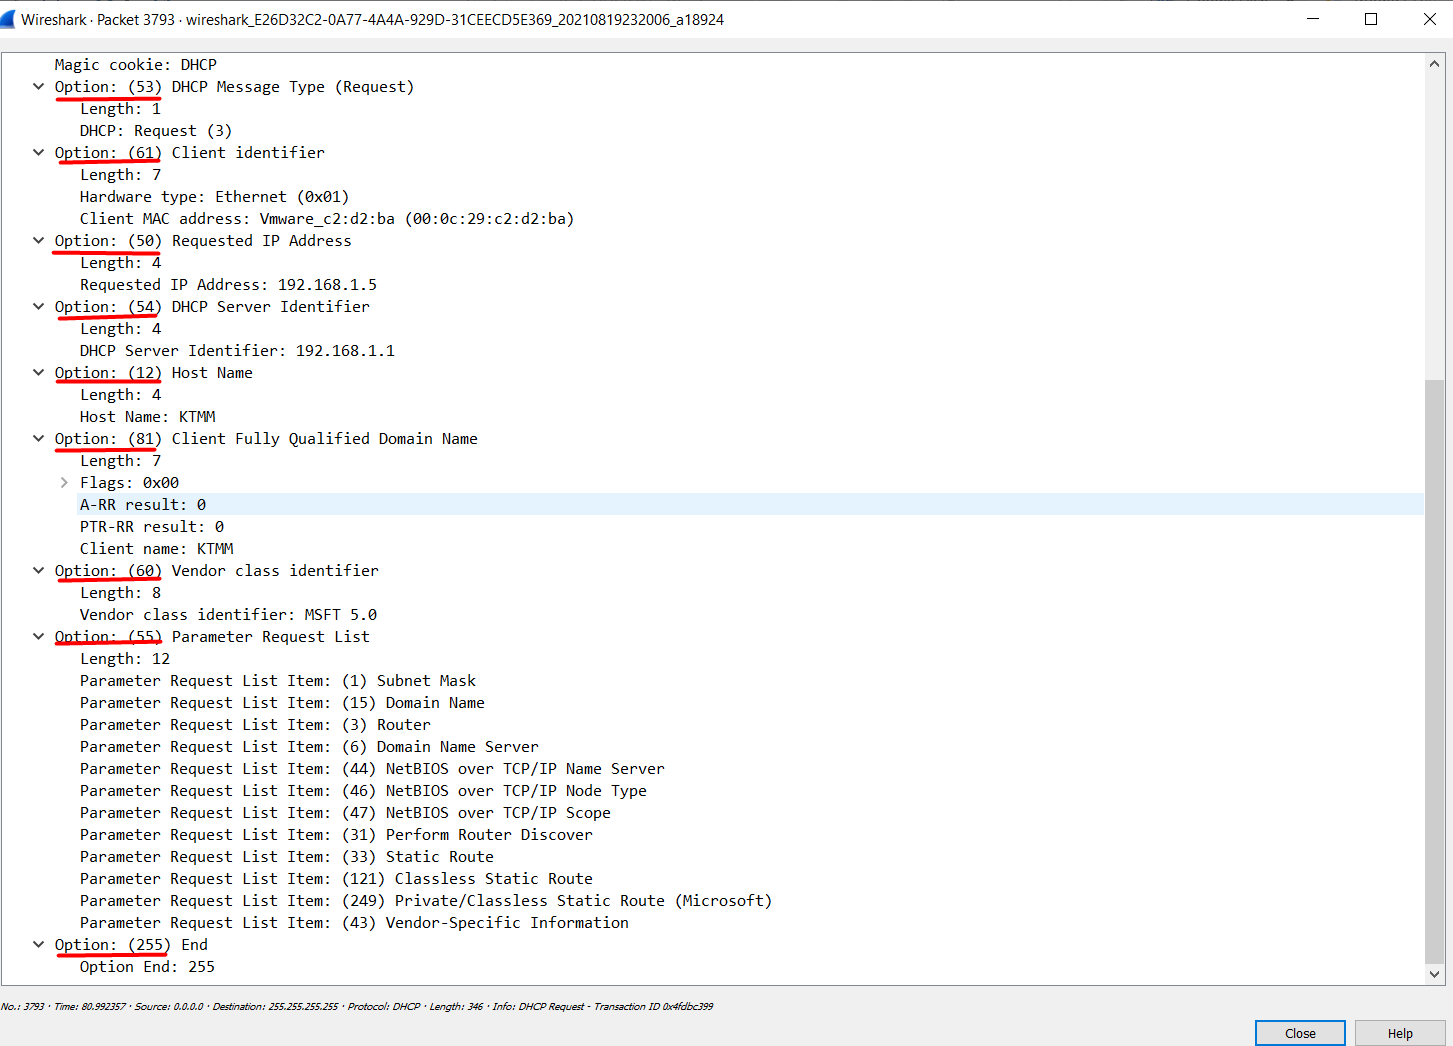 Wireshark · Packet 3793 · wireshark_E26D32C2-0A77-4A4A-929D-31CEECD5E369_20210819232006_a18924
Magic cookie: DHCP
Option: (53) DHCP Message Type (Request)
Length: 1
DHCP: Request (3)
Option: (61) Client identifier
Length: 7
Hardware type: Ethernet (0x01)
Client MAC address: Vmware_c2:d2:ba (00:0c:29:c2:d2:ba)
Option: (50) Requested IP Address
Length: 4
Requested IP Address: 192.168.1.5
Option: (54) DHCP Server Identifier
Length: 4
DHCP Server Identifier: 192.168.1.1
Option: (12) Host Name
Length: 4
Host Name: KTMM
Option: (81) Client Fully Qualified Domain Name
Length: 7
Flags: 0x00
A-RR result: 0
PTR-RR result: 0
Client name: KTMM
Option: (60) Vendor class identifier
Length: 8
Vendor class identifier: MSFT 5.0
Option: (55) Parameter Request List
Length: 12
Parameter Request List Item: (1) Subnet Mask
Parameter Request List Item: (15) Domain Name
Parameter Request List Item: (3) Router
Parameter Request List Item: (6) Domain Name Server
Parameter Request List Item: (44) NetBIOS over TCP/IP Name Server
Parameter Request List Item: (46) NetBIOS over TCP/IP Node Type
Parameter Request List Item: (47) NetBIOS over TCP/IP Scope
Parameter Request List Item: (31) Perform Router Discover
Parameter Request List Item: (33) Static Route
Parameter Request List Item: (121) Classless Static Route
Parameter Request List Item: (249) Private/Classless Static Route (Microsoft)
Parameter Request List Item: (43) Vendor-Specific Information
Option: (255) End
Option End: 255
No.: 3793 · Time: 80.992357 · Source: 0.0.0.0 · Destination: 255.255.255.255 · Protocol: DHCP · Length: 346 · Info: DHCP Request - Transaction ID 0x4fdbc399
Close Help